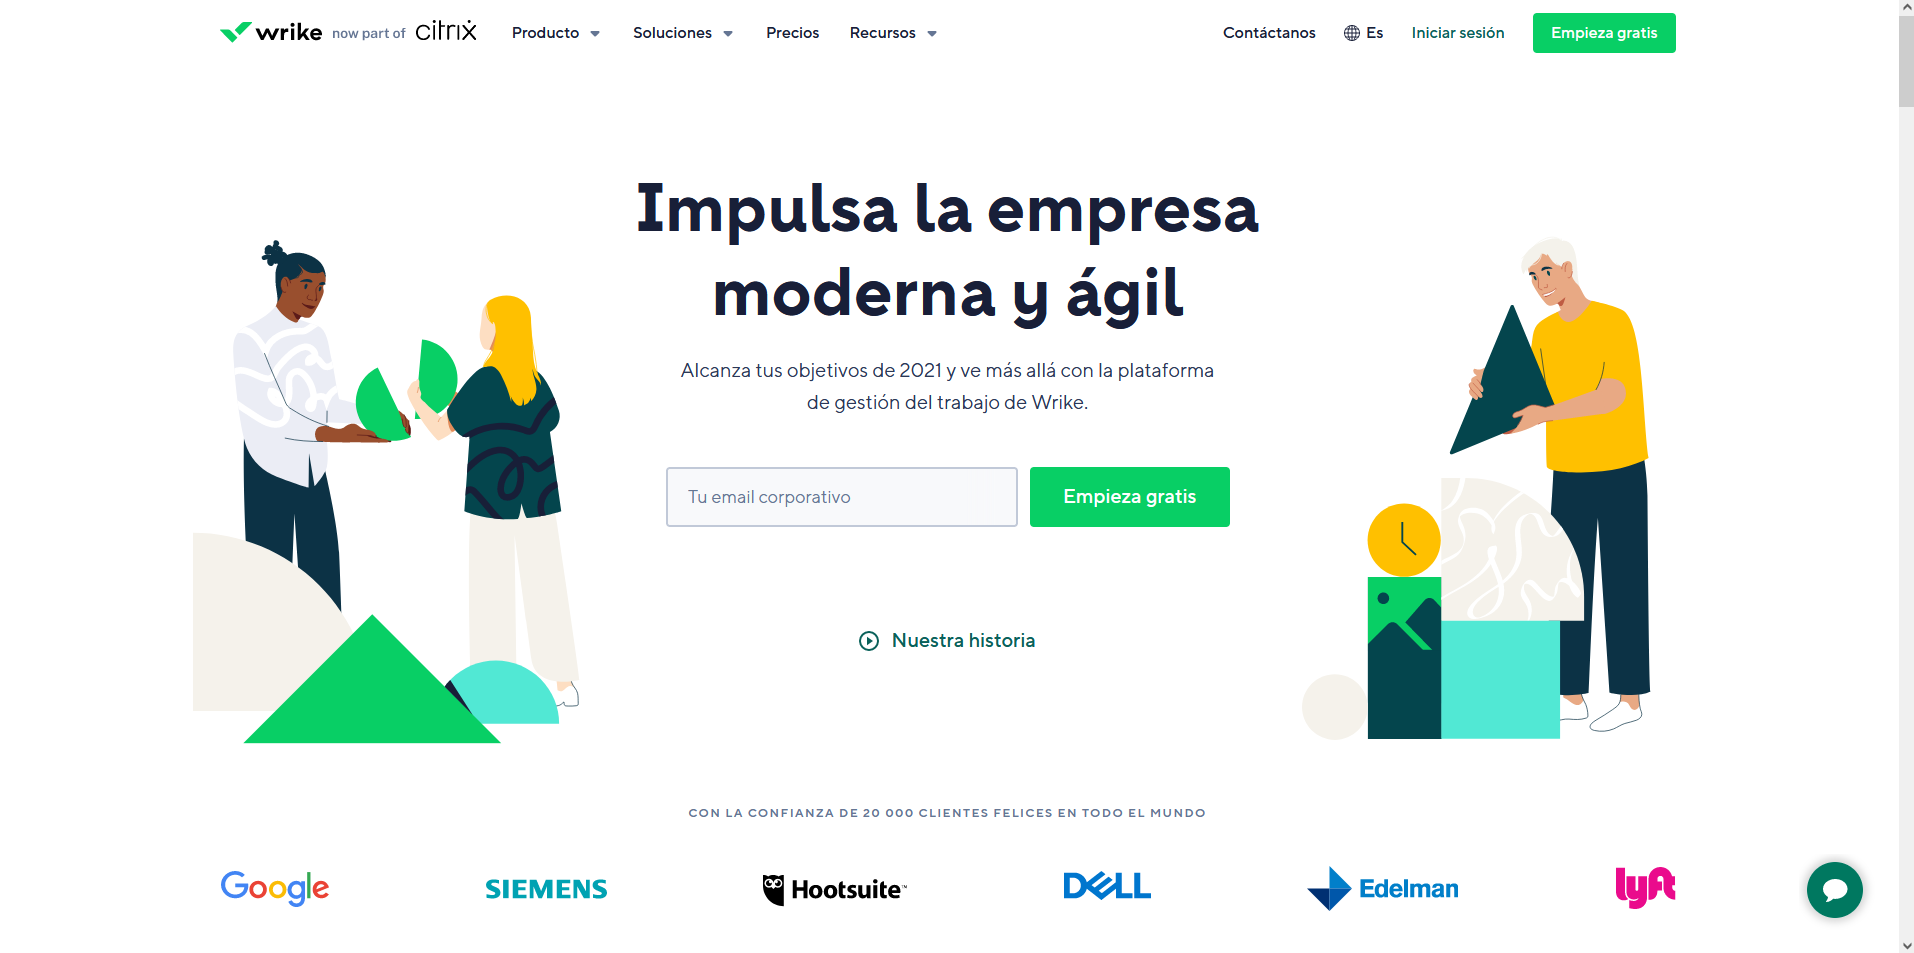 wrike now part of citrix
Producto
Soluciones
Precios
Recursos
Contáctanos
Es
Iniciar sesión
Empieza gratis
Impulsa la empresa
moderna y ágil
Alcanza tus objetivos de 2021 y ve más allá con la plataforma
de gestión del trabajo de Wrike.
Tu email corporativo
Empieza gratis
Nuestra historia
CON LA CONFIANZA DE 20 000 CLIENTES FELICES EN TODO EL MUNDO
Google
SIEMENS
Hootsuite™
DELL
Edelman
lyft